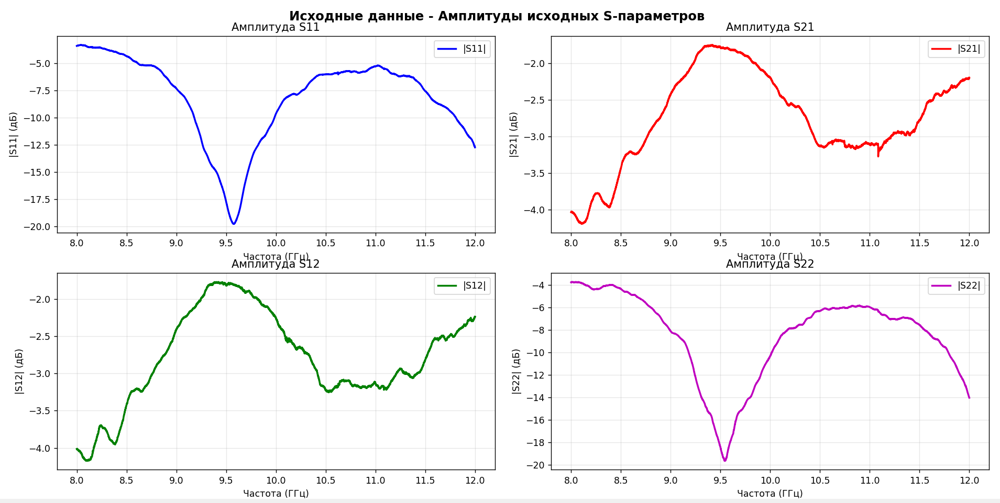 Исходные данные - Амплитуды исходных S-параметров
Амплитуда S11
|S11|
−5.0
−7.5
−10.0
−12.5
−15.0
−17.5
−20.0
|S11| (дБ)
8.0 8.5 9.0 9.5 10.0 10.5 11.0 11.5 12.0
Частота (ГГц)
Амплитуда S21
|S21|
−2.0
−2.5
−3.0
−3.5
−4.0
|S21| (дБ)
8.0 8.5 9.0 9.5 10.0 10.5 11.0 11.5 12.0
Частота (ГГц)
Амплитуда S12
|S12|
−2.0
−2.5
−3.0
−3.5
−4.0
|S12| (дБ)
8.0 8.5 9.0 9.5 10.0 10.5 11.0 11.5 12.0
Частота (ГГц)
Амплитуда S22
|S22|
−4
−6
−8
−10
−12
−14
−16
−18
−20
|S22| (дБ)
8.0 8.5 9.0 9.5 10.0 10.5 11.0 11.5 12.0
Частота (ГГц)